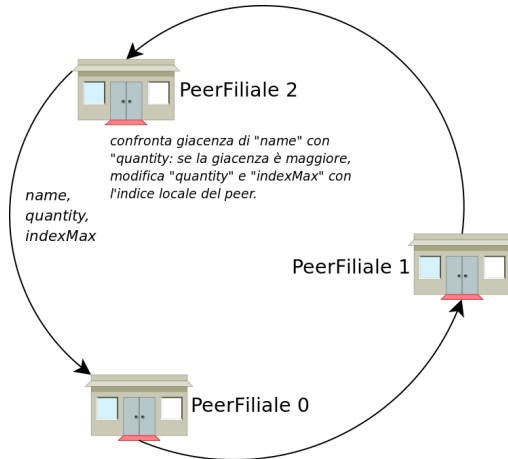 PeerFiliale 2
confronta giacenza di "name" con
"quantity: se la giacenza è maggiore,
modifica "quantity" e "indexMax" con
l'indice locale del peer.
name,
quantity,
indexMax
PeerFiliale 1
PeerFiliale 0